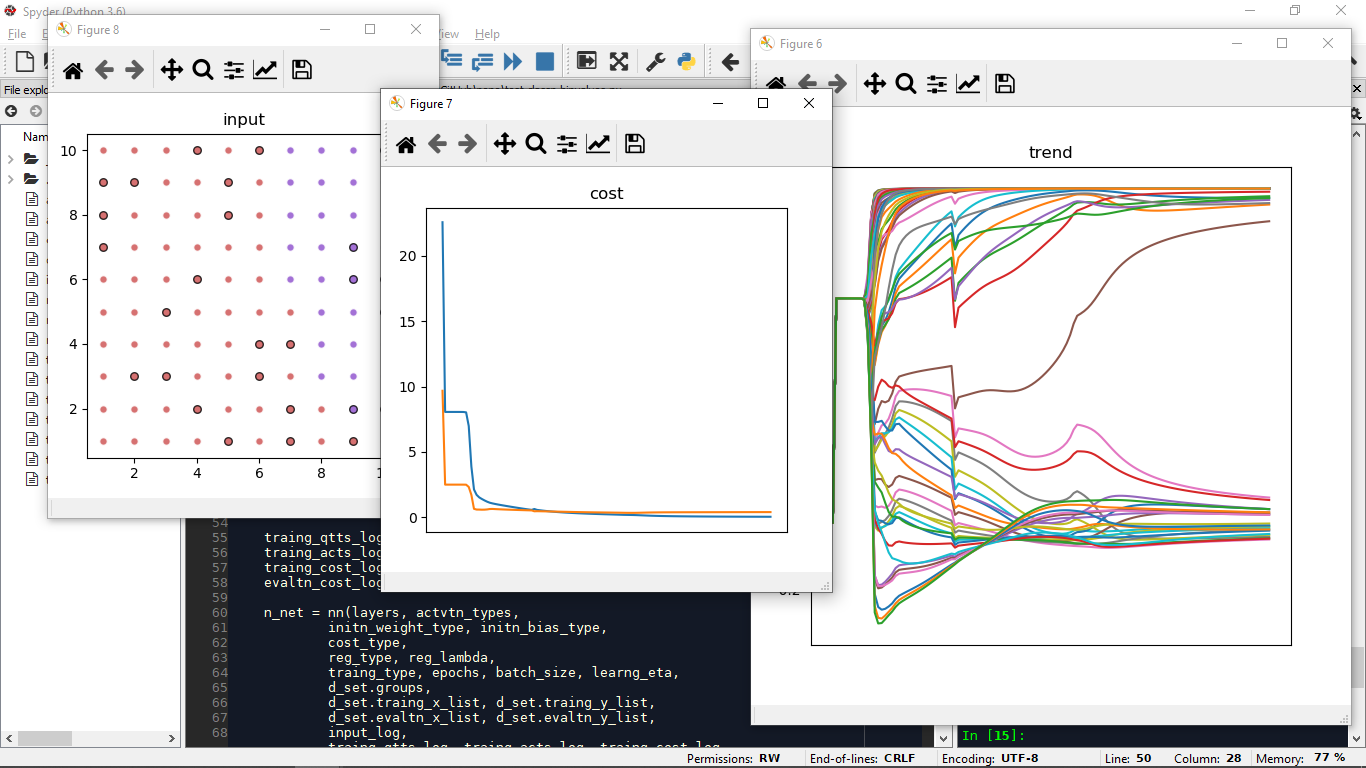 Spyder (Python 3.6)
File
View
Help
Figure 8
Figure 7
Figure 6
File explo
input
10
8
6
4
2
2
4
6
8
cost
20
15
10
5
0
trend
54
55 traing_qtts_log
56 traing_acts_log
57 traing_cost_log
58 evaltn_cost_log
59
60 n_net = nn(layers, actvtn_types,
61 initn_weight_type, initn_bias_type,
62 cost_type,
63 reg_type, reg_lambda,
64 traing_type, epochs, batch_size, learng_eta,
65 d_set.groups,
66 d_set.traing_x_list, d_set.traing_y_list,
67 d_set.evaltn_x_list, d_set.evaltn_y_list,
68 input_log,
traing_qtts_log, traing_acts_log, traing_cost_log
In [15]:
Permissions: RW End-of-lines: CRLF Encoding: UTF-8 Line: 50 Column: 28 Memory: 77 %